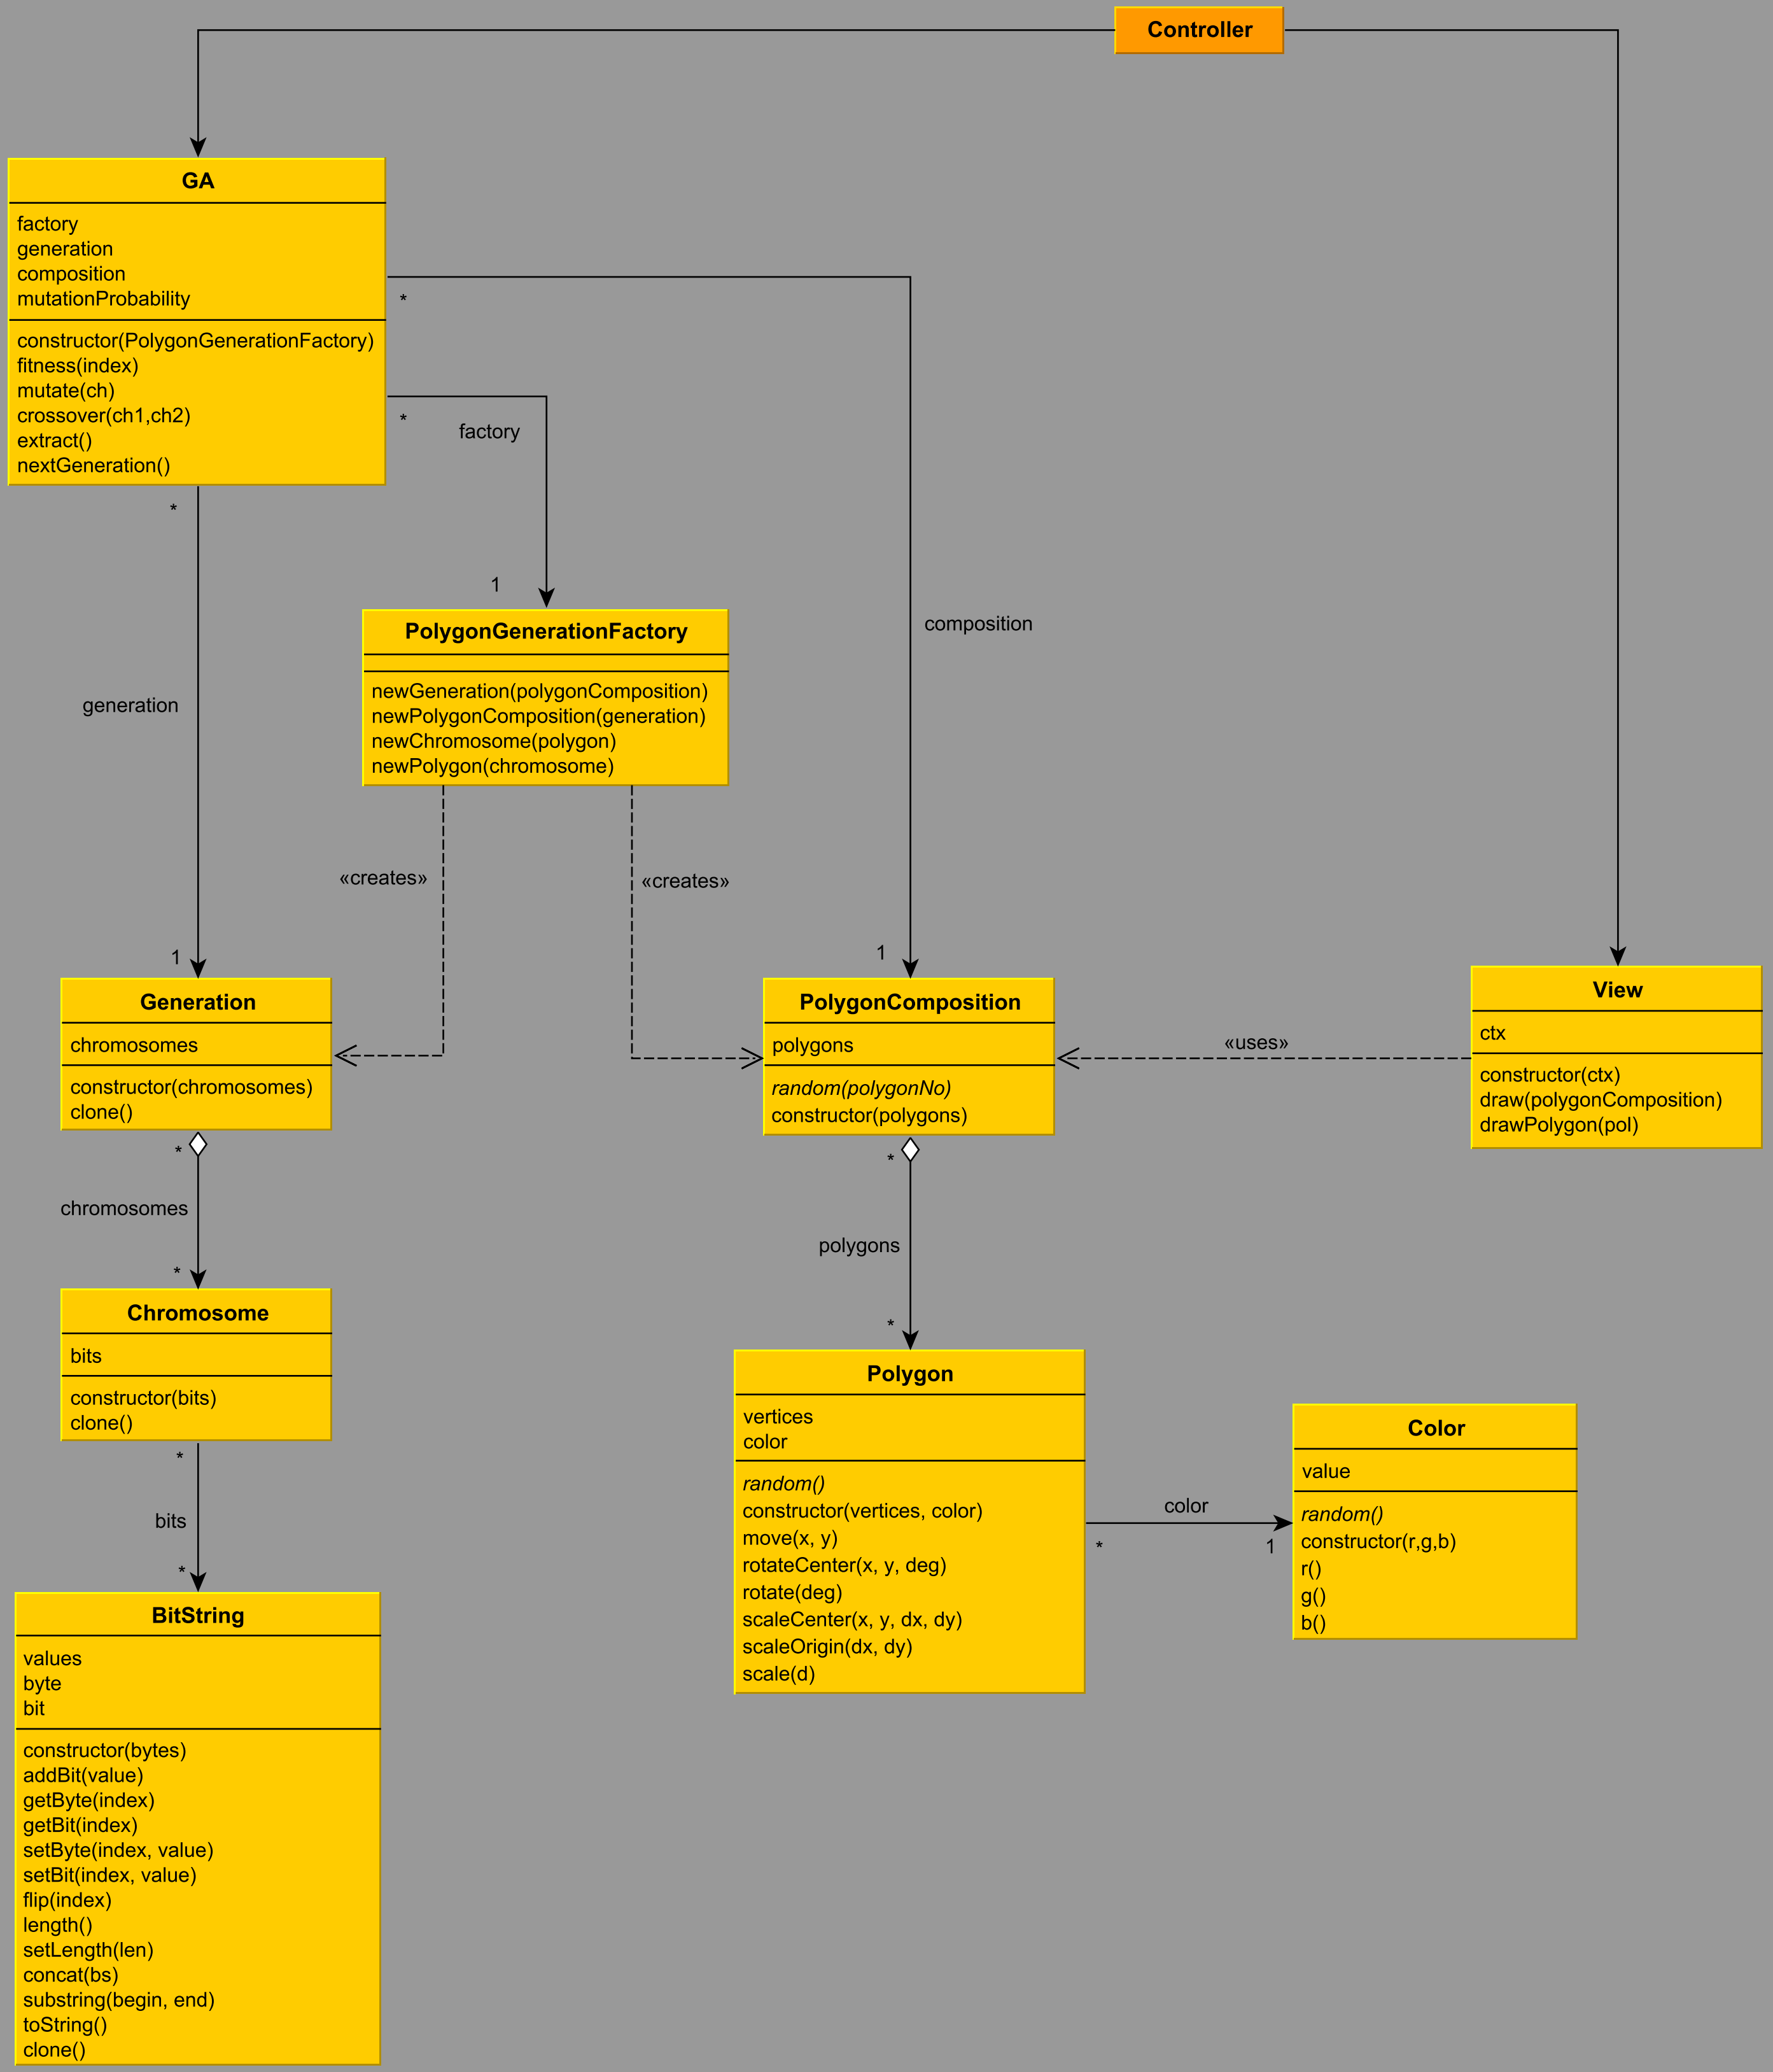 Controller
GA
factory
generation
composition
mutationProbability
constructor(PolygonGenerationFactory)
fitness(index)
mutate(ch)
crossover(ch1,ch2)
extract()
nextGeneration()
*
*
*
factory
1
composition
1
generation
1
PolygonGenerationFactory
newGeneration(polygonComposition)
newPolygonComposition(generation)
newChromosome(polygon)
newPolygon(chromosome)
«creates»
«creates»
Generation
chromosomes
constructor(chromosomes)
clone()
PolygonComposition
polygons
random(polygonNo)
constructor(polygons)
«uses»
View
ctx
constructor(ctx)
draw(polygonComposition)
drawPolygon(pol)
*
chromosomes
*
*
polygons
*
Chromosome
bits
constructor(bits)
clone()
*
bits
*
Polygon
vertices
color
random()
constructor(vertices, color)
move(x, y)
rotateCenter(x, y, deg)
rotate(deg)
scaleCenter(x, y, dx, dy)
scaleOrigin(dx, dy)
scale(d)
color
*
1
Color
value
random()
constructor(r,g,b)
r()
g()
b()
BitString
values
byte
bit
constructor(bytes)
addBit(value)
getByte(index)
getBit(index)
setByte(index, value)
setBit(index, value)
flip(index)
length()
setLength(len)
concat(bs)
substring(begin, end)
toString()
clone()